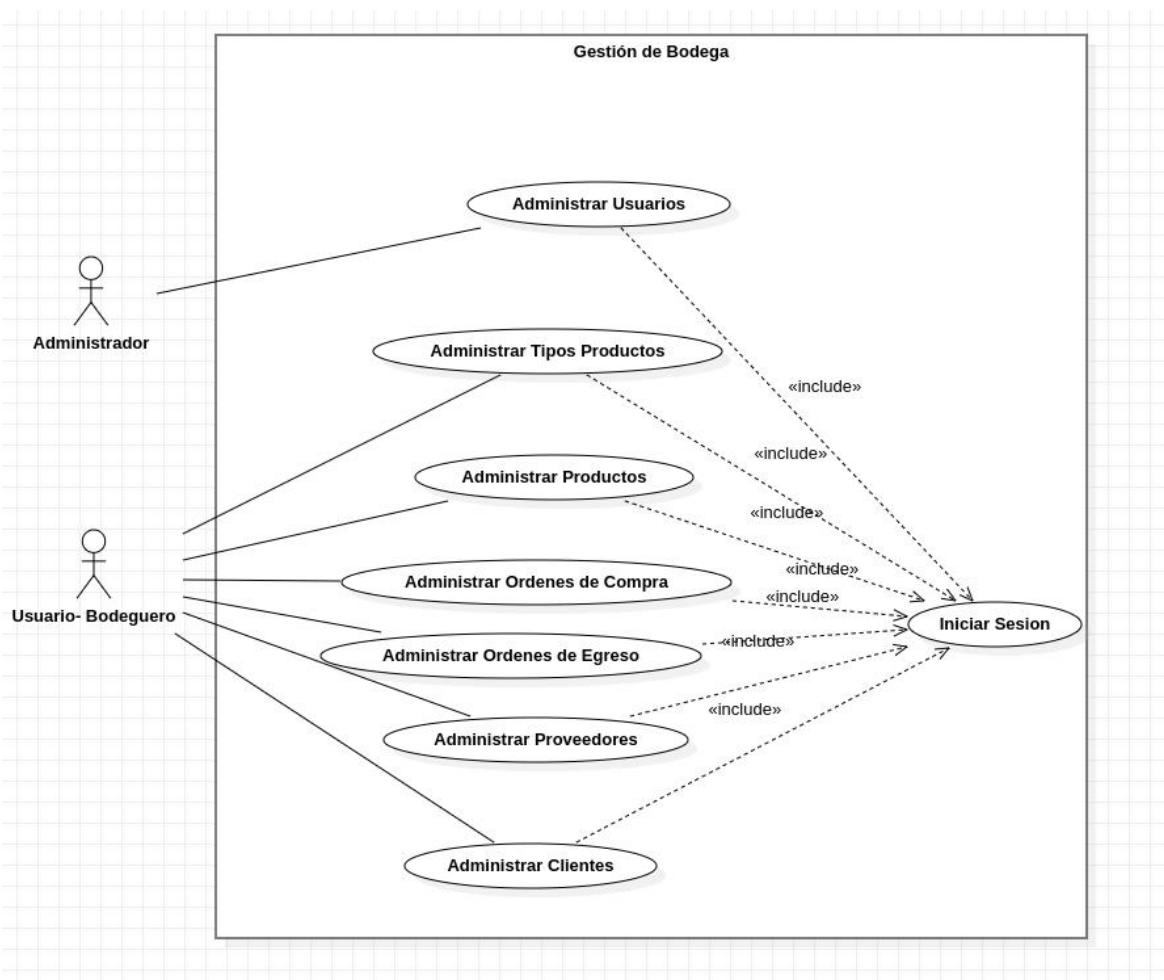 Gestión de Bodega
Administrar Usuarios
Administrador
Administrar Tipos Productos
«include»
«include»
Administrar Productos
«include»
«include»
Administrar Ordenes de Compra
«include»
Usuario- Bodeguero
Iniciar Sesion
«include»
Administrar Ordenes de Egreso
«include»
Administrar Proveedores
Administrar Clientes